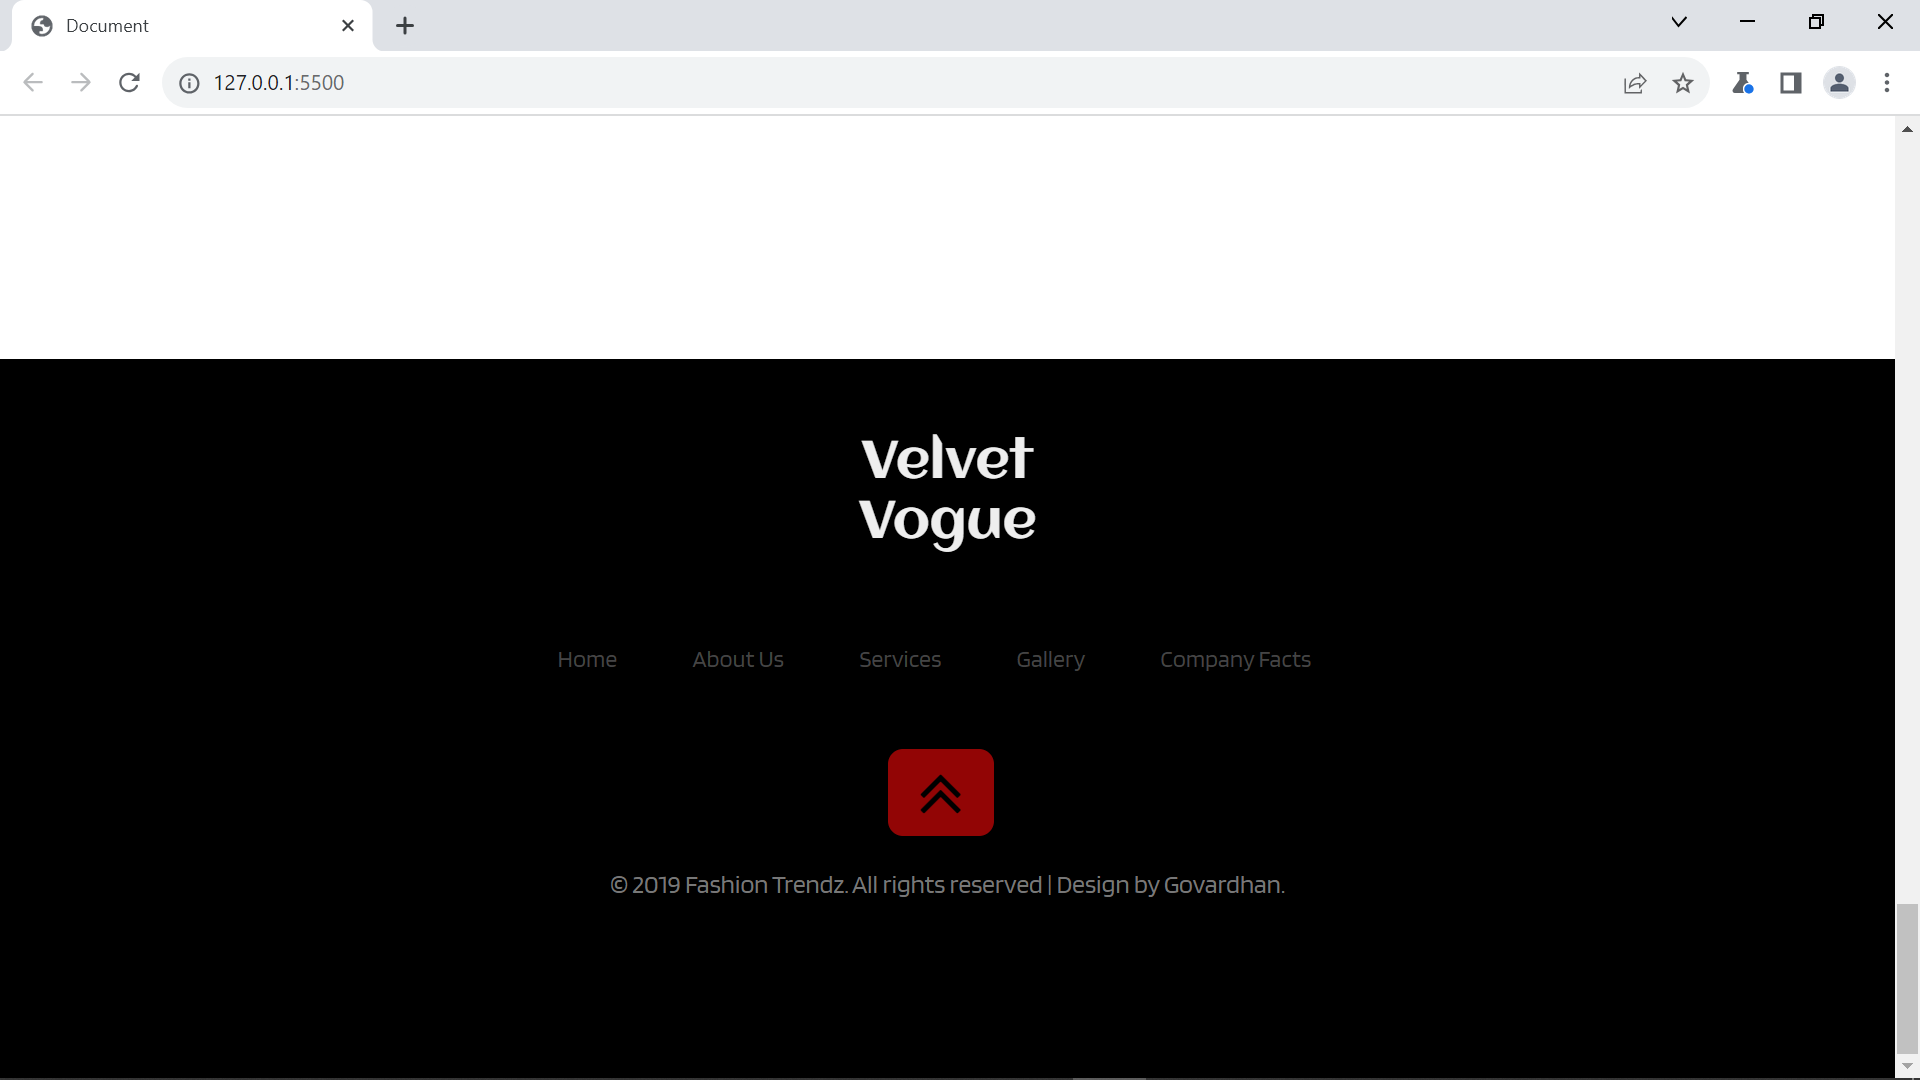 Document
127.0.0.1:5500
Velvet
Vogue
Home About Us Services Gallery Company Facts
© 2019 Fashion Trendz. All rights reserved | Design by Govardhan.